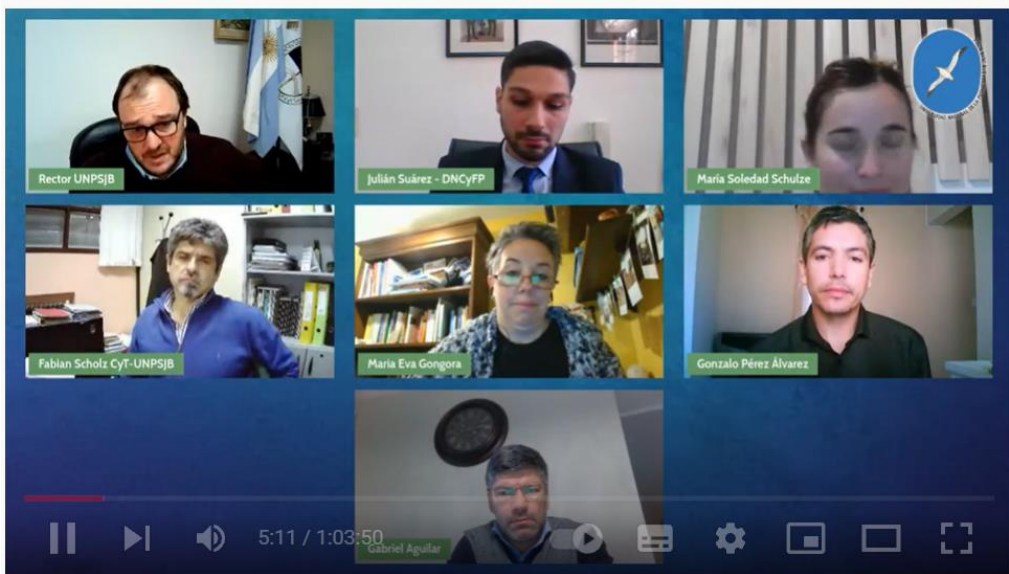 Rector UNPSJB
Julián Suárez - DNCyFP
María Soledad Schulze
Fabian Scholz CyT-UNPSJB
Maria Eva Gongora
Gonzalo Pérez Álvarez
5:11 / 1:03:50
Gabriel Aguilar